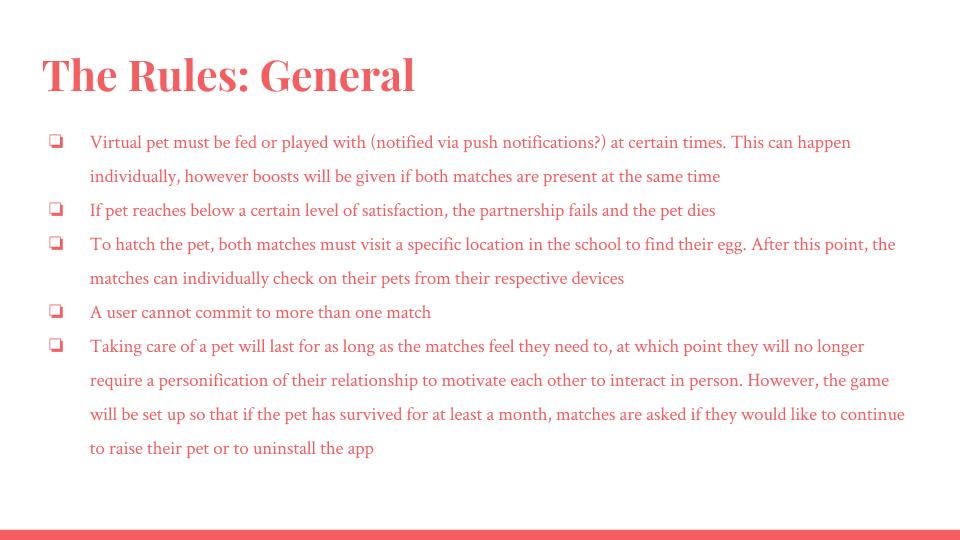 The Rules: General
❏ Virtual pet must be fed or played with (notified via push notifications?) at certain times. This can happen
individually, however boosts will be given if both matches are present at the same time
❏ If pet reaches below a certain level of satisfaction, the partnership fails and the pet dies
❏ To hatch the pet, both matches must visit a specific location in the school to find their egg. After this point, the
matches can individually check on their pets from their respective devices
❏ A user cannot commit to more than one match
❏ Taking care of a pet will last for as long as the matches feel they need to, at which point they will no longer
require a personification of their relationship to motivate each other to interact in person. However, the game
will be set up so that if the pet has survived for at least a month, matches are asked if they would like to continue
to raise their pet or to uninstall the app